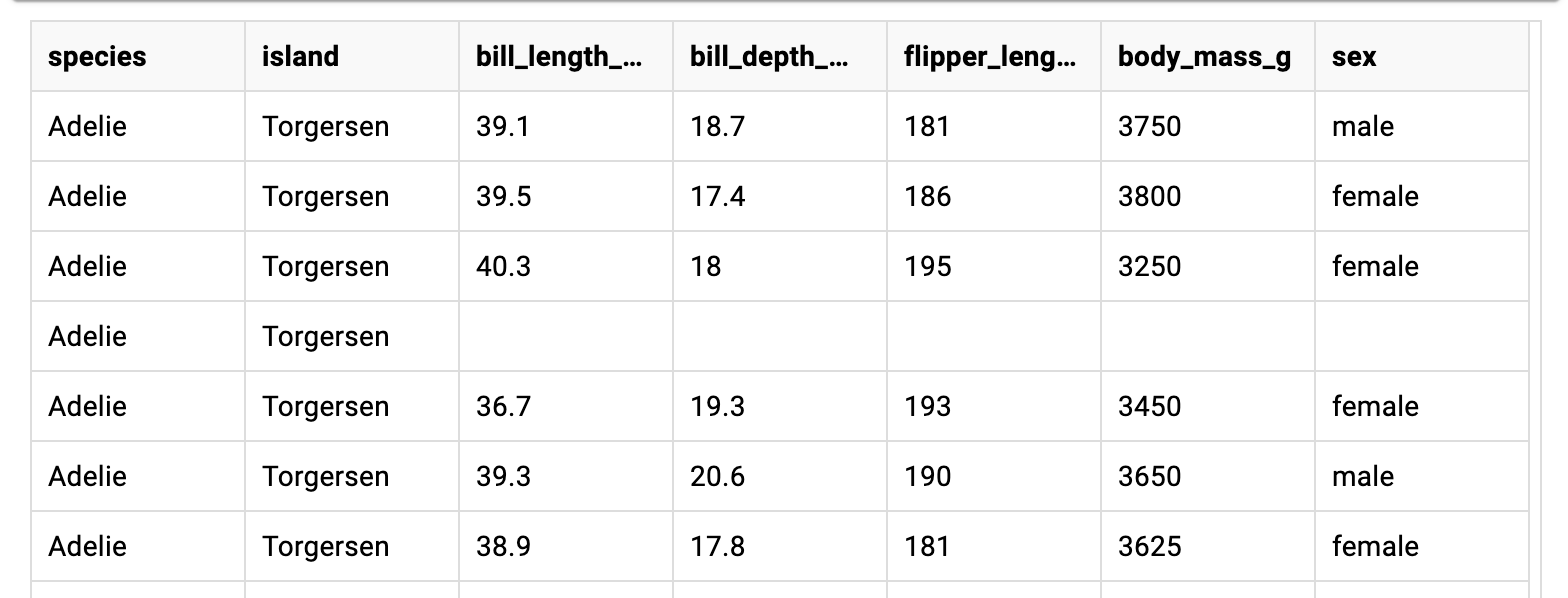 species island bill_length_... bill_depth_... flipper_leng... body_mass_g sex
Adelie Torgersen 39.1 18.7 181 3750 male
Adelie Torgersen 39.5 17.4 186 3800 female
Adelie Torgersen 40.3 18 195 3250 female
Adelie Torgersen
Adelie Torgersen 36.7 19.3 193 3450 female
Adelie Torgersen 39.3 20.6 190 3650 male
Adelie Torgersen 38.9 17.8 181 3625 female